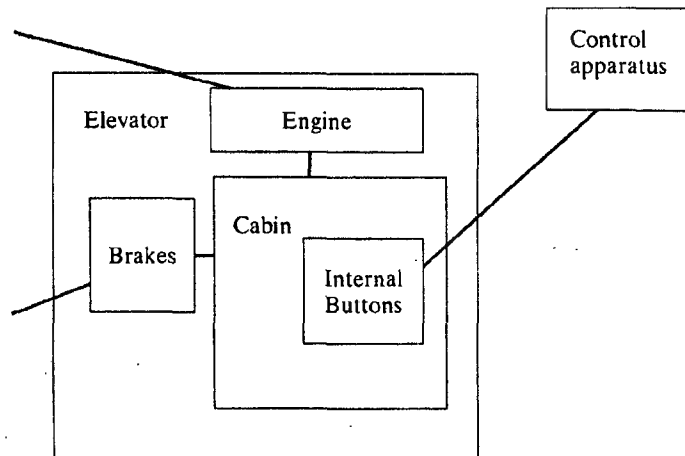 Control
apparatus
Elevator
Engine
Cabin
Brakes
Internal
Buttons